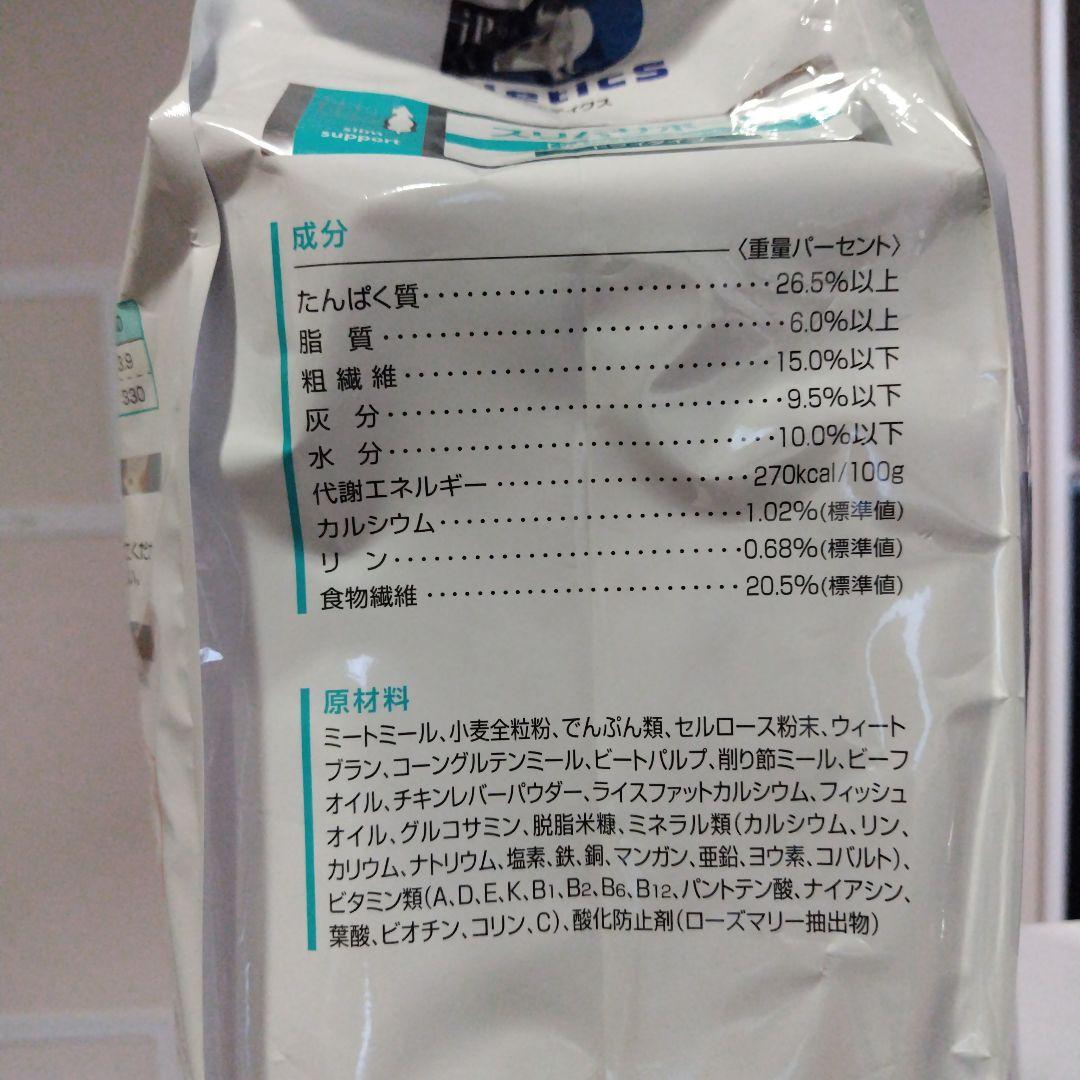 slim
support
成分
〈重量パーセント〉
たんぱく質・・・・・・・・・・・・・・・・・・・・・・・26.5%以上
脂 質・・・・・・・・・・・・・・・・・・・・・・・・・・・6.0%以上
粗 繊 維・・・・・・・・・・・・・・・・・・・・・・・・・15.0%以下
灰 分・・・・・・・・・・・・・・・・・・・・・・・・・・・9.5%以下
水 分・・・・・・・・・・・・・・・・・・・・・・・・・・・10.0%以下
代謝エネルギー・・・・・・・・・・・・・・・・・270kcal/100g
カルシウム・・・・・・・・・・・・・・・・・・・・1.02%(標準値)
リ ン・・・・・・・・・・・・・・・・・・・・・・・・0.68%(標準値)
食物繊維・・・・・・・・・・・・・・・・・・・・・20.5%(標準値)
原材料
ミートミール、小麦全粒粉、でんぷん類、セルロース粉末、ウィート
ブラン、コーングルテンミール、ビートパルプ、削り節ミール、ビーフ
オイル、チキンレバーパウダー、ライスファットカルシウム、フィッシュ
オイル、グルコサミン、脱脂米糠、ミネラル類(カルシウム、リン、
カリウム、ナトリウム、塩素、鉄、銅、マンガン、亜鉛、ヨウ素、コバルト)、
ビタミン類(A、D、E、K、B1、B2、B6、B12、パントテン酸、ナイアシン、
葉酸、ビオチン、コリン、C)、酸化防止剤(ローズマリー抽出物)
3.9
330